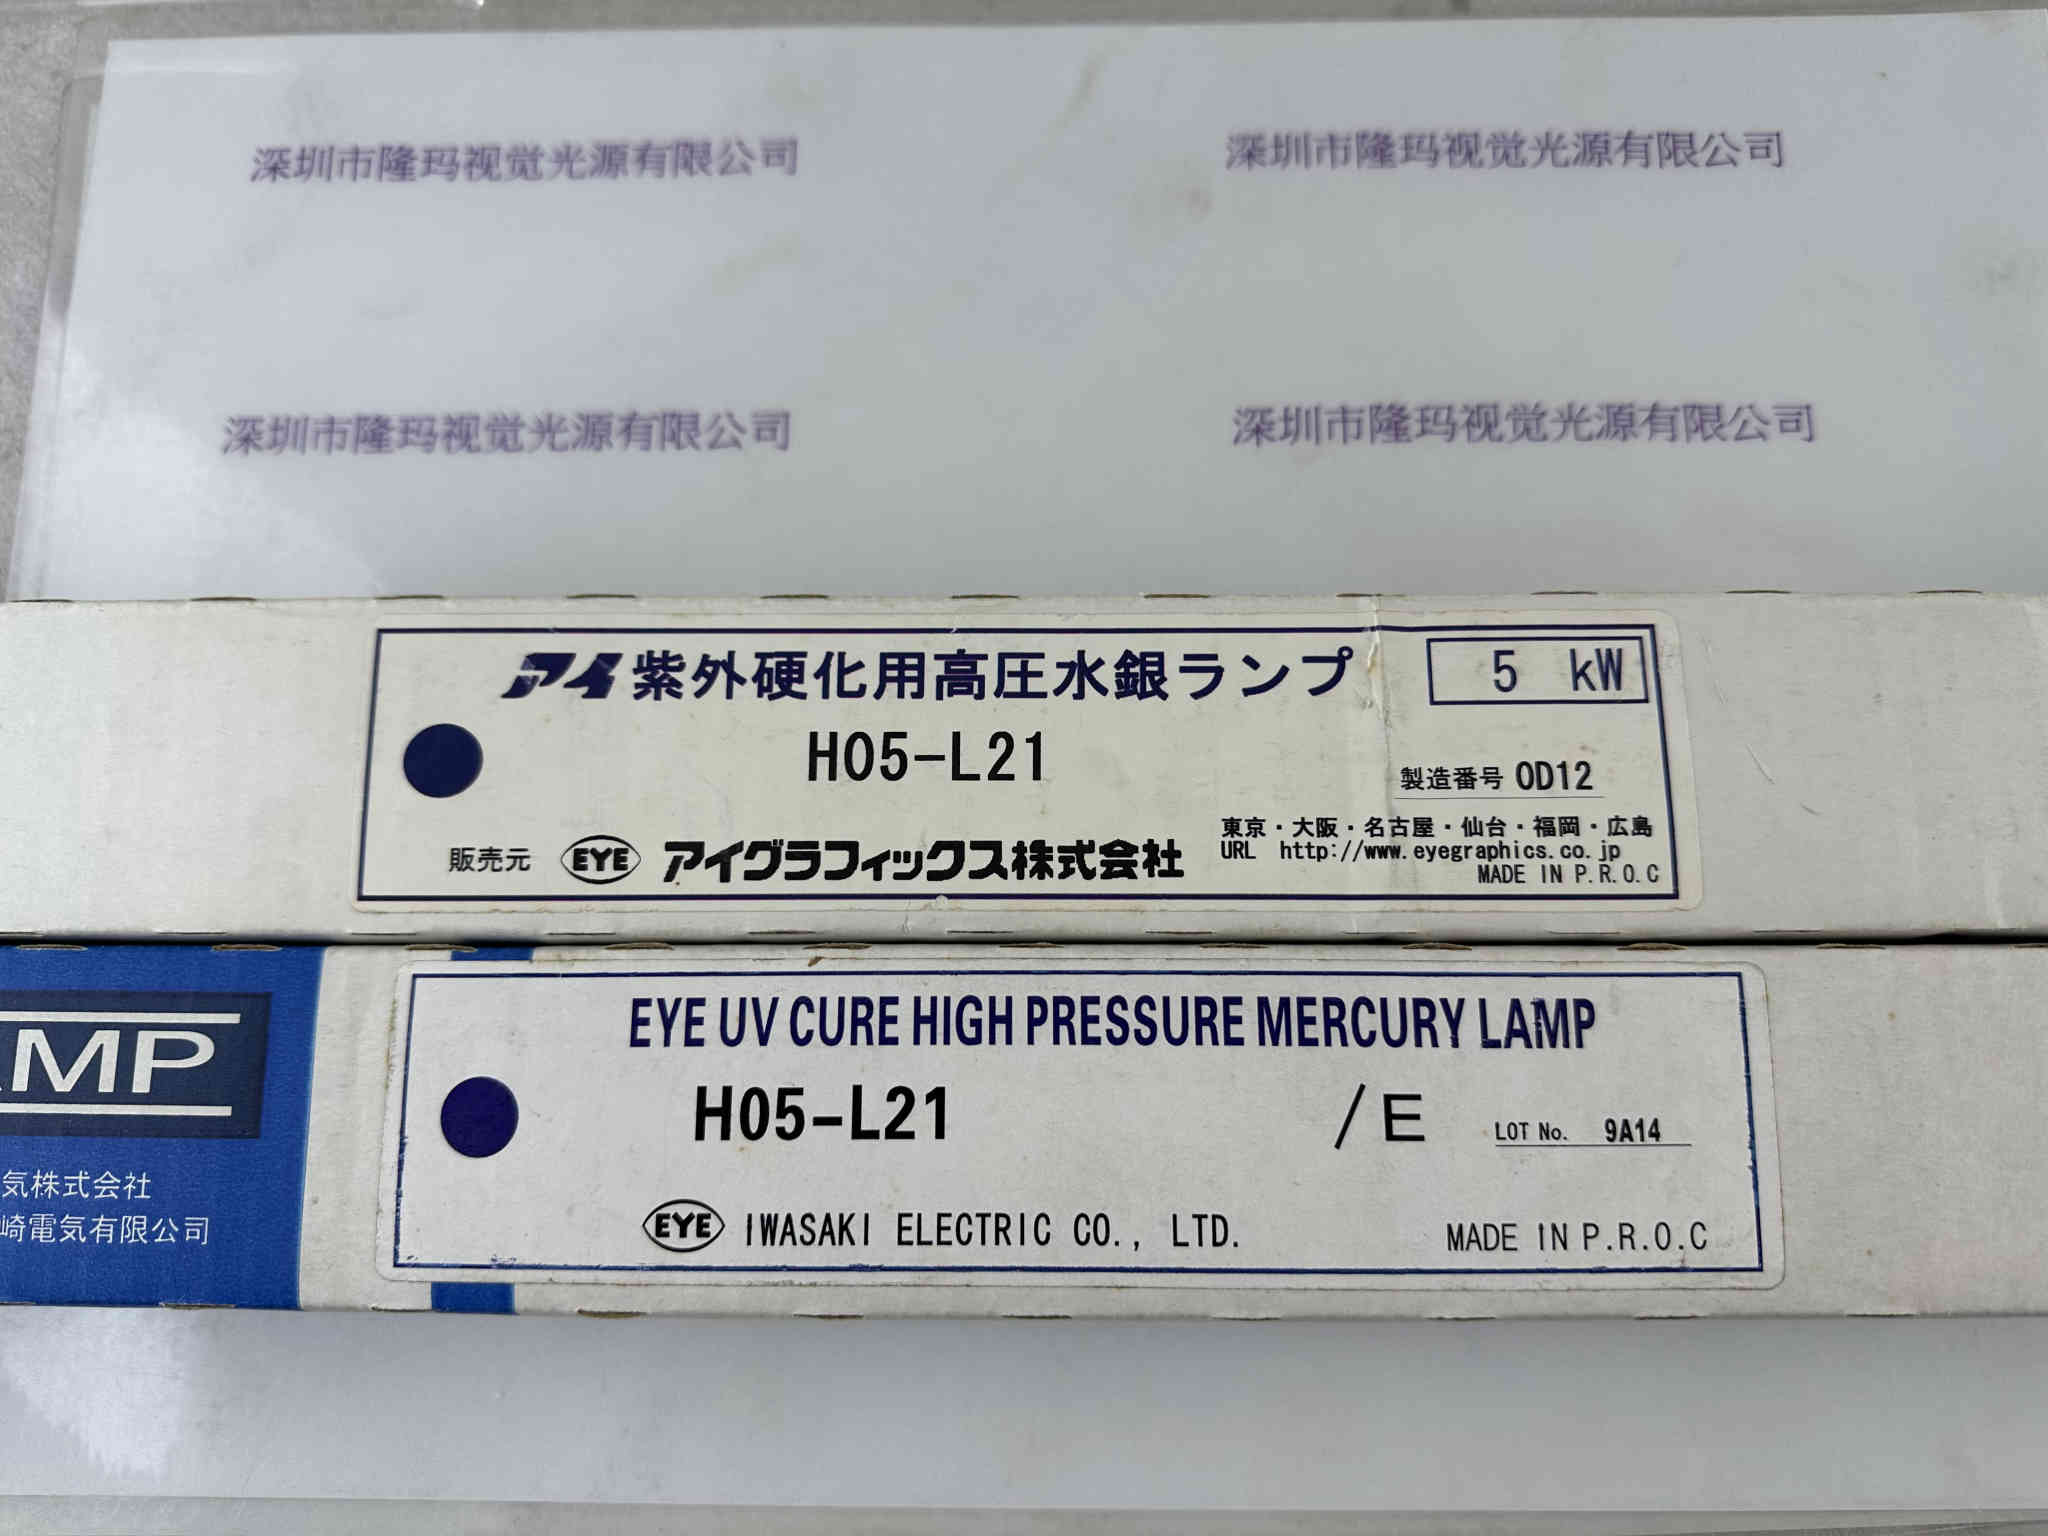 深圳市隆玛视觉光源有限公司
深圳市隆玛视觉光源有限公司
深圳市隆玛视觉光源有限公司
深圳市隆玛视觉光源有限公司
アイ紫外硬化用高圧水銀ランプ
5 kW
H05-L21
製造番号 0D12
販売元 EYE アイグラフィックス株式会社
東京・大阪・名古屋・仙台・福岡・広島
URL http://www.eyegraphics.co.jp
MADE IN P.R.O.C
AMP
気株式会社
崎電気有限公司
EYE UV CURE HIGH PRESSURE MERCURY LAMP
H05-L21 /E LOT No. 9A14
EYE IWASAKI ELECTRIC CO., LTD.
MADE IN P.R.O.C